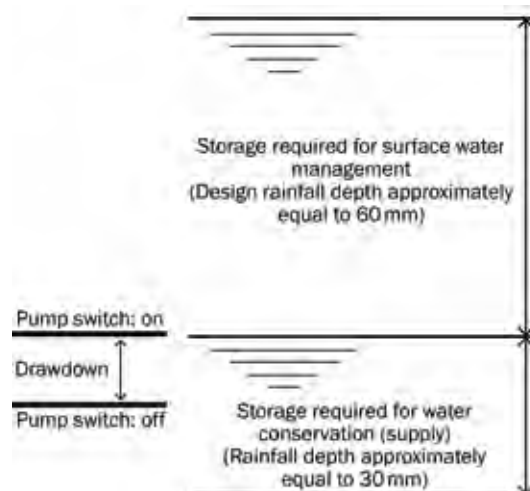 Storage required for surface water
management
(Design rainfall depth approximately
equal to 60 mm)
Pump switch: on
Drawdown
Pump switch: off
Storage required for water
conservation (supply)
(Rainfall depth approximately
equal to 30 mm)